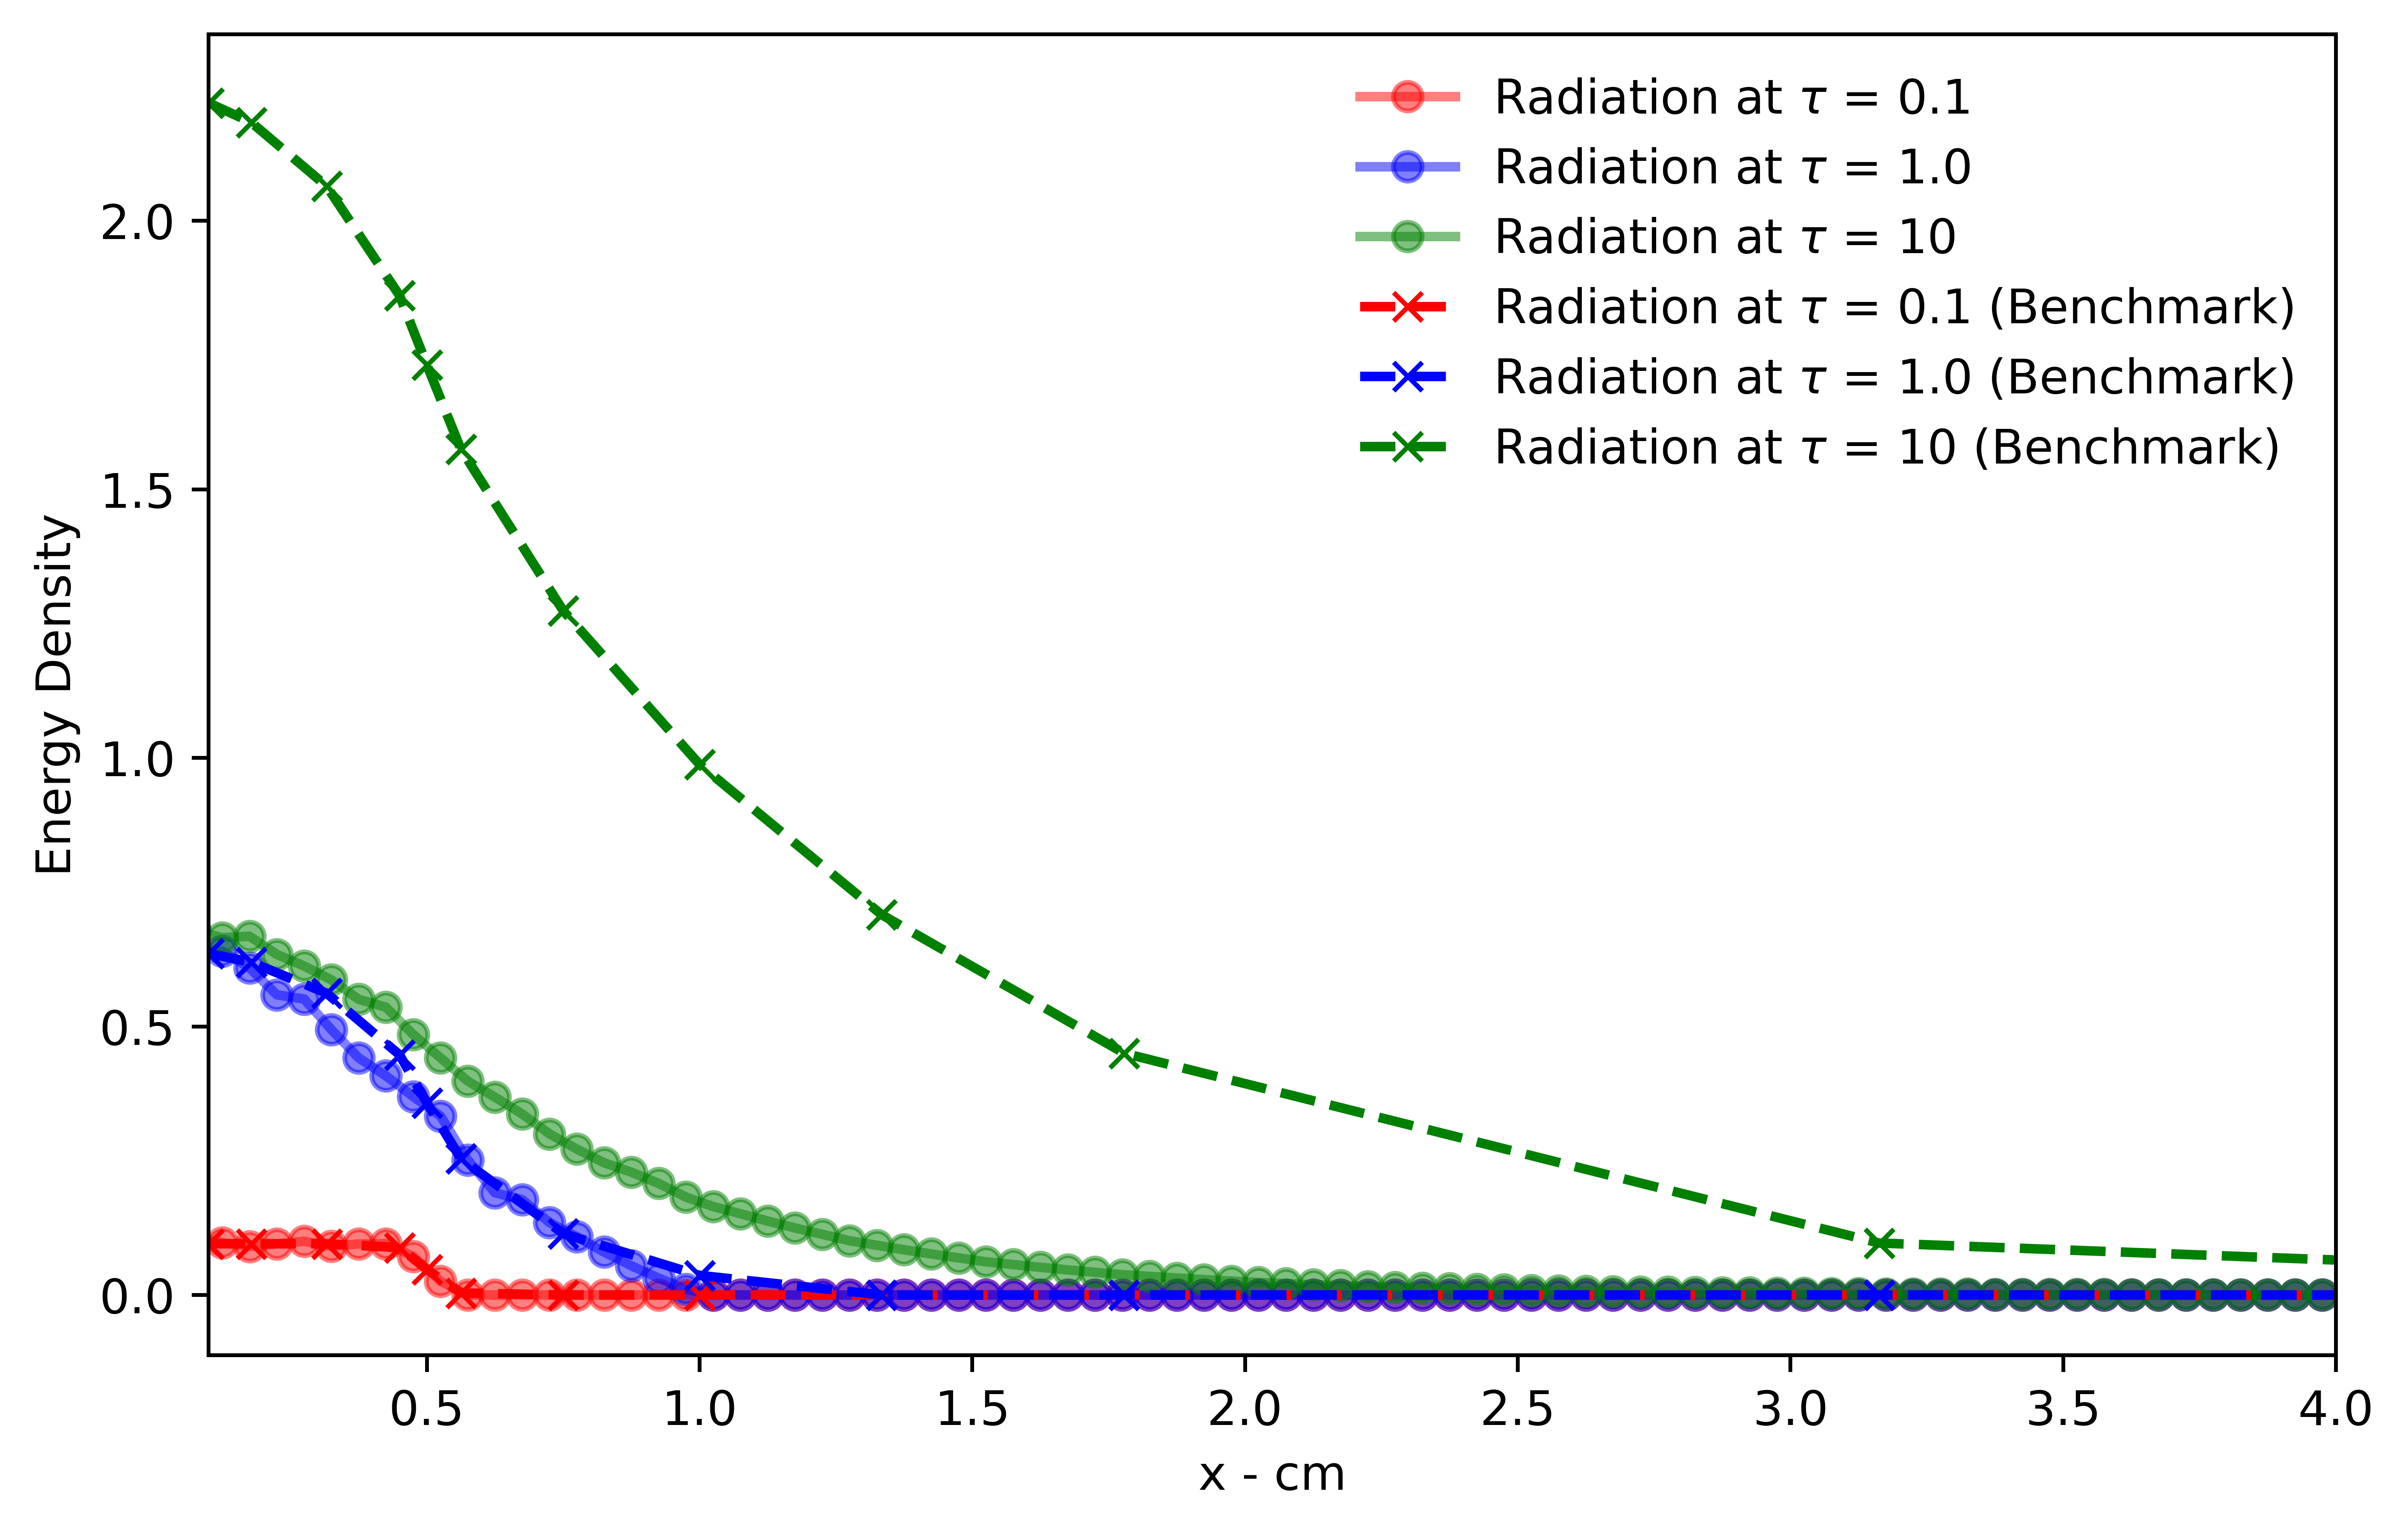 Radiation at τ = 0.1
Radiation at τ = 1.0
Radiation at τ = 10
Radiation at τ = 0.1 (Benchmark)
Radiation at τ = 1.0 (Benchmark)
Radiation at τ = 10 (Benchmark)
Energy Density
2.0
1.5
1.0
0.5
0.0
0.5
1.0
1.5
2.0
2.5
3.0
3.5
4.0
x - cm